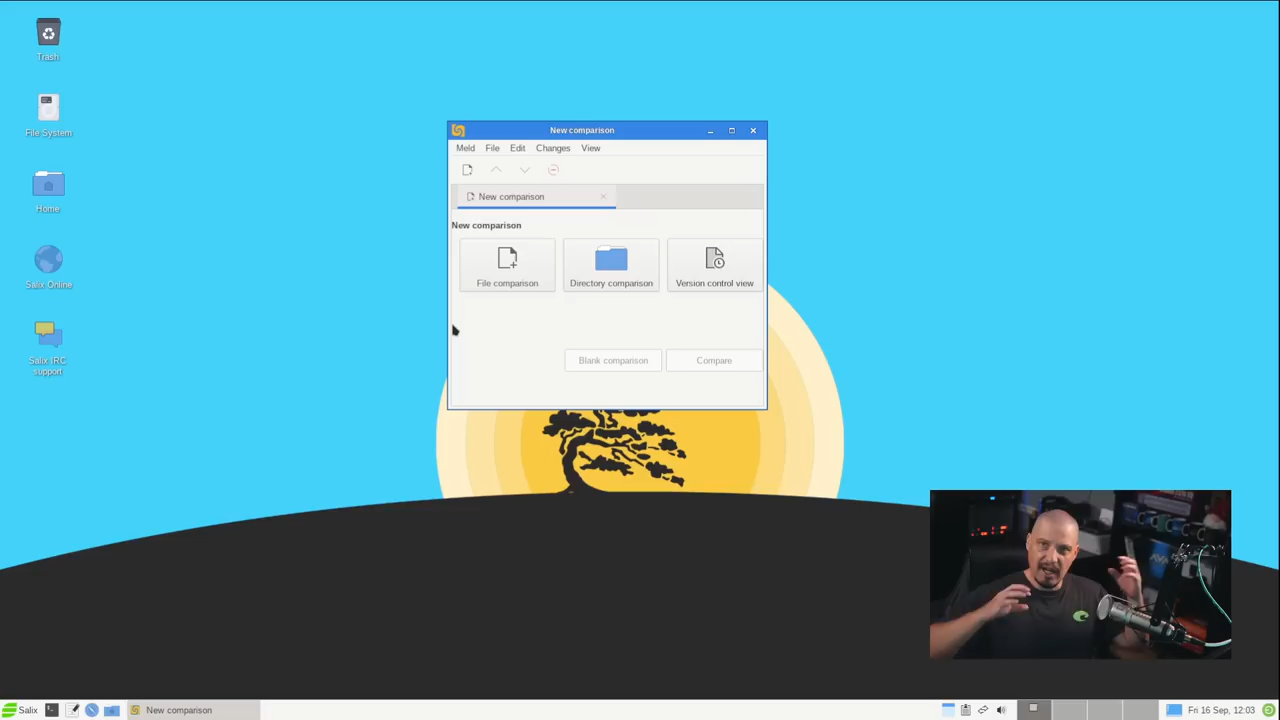 Trash
File System
Home
Salix Online
Salix IRC
support
New comparison
Meld File Edit Changes View
New comparison
New comparison
File comparison
Directory comparison
Version control view
Blank comparison
Compare
Salix
New comparison
Fri 16 Sep, 12:03